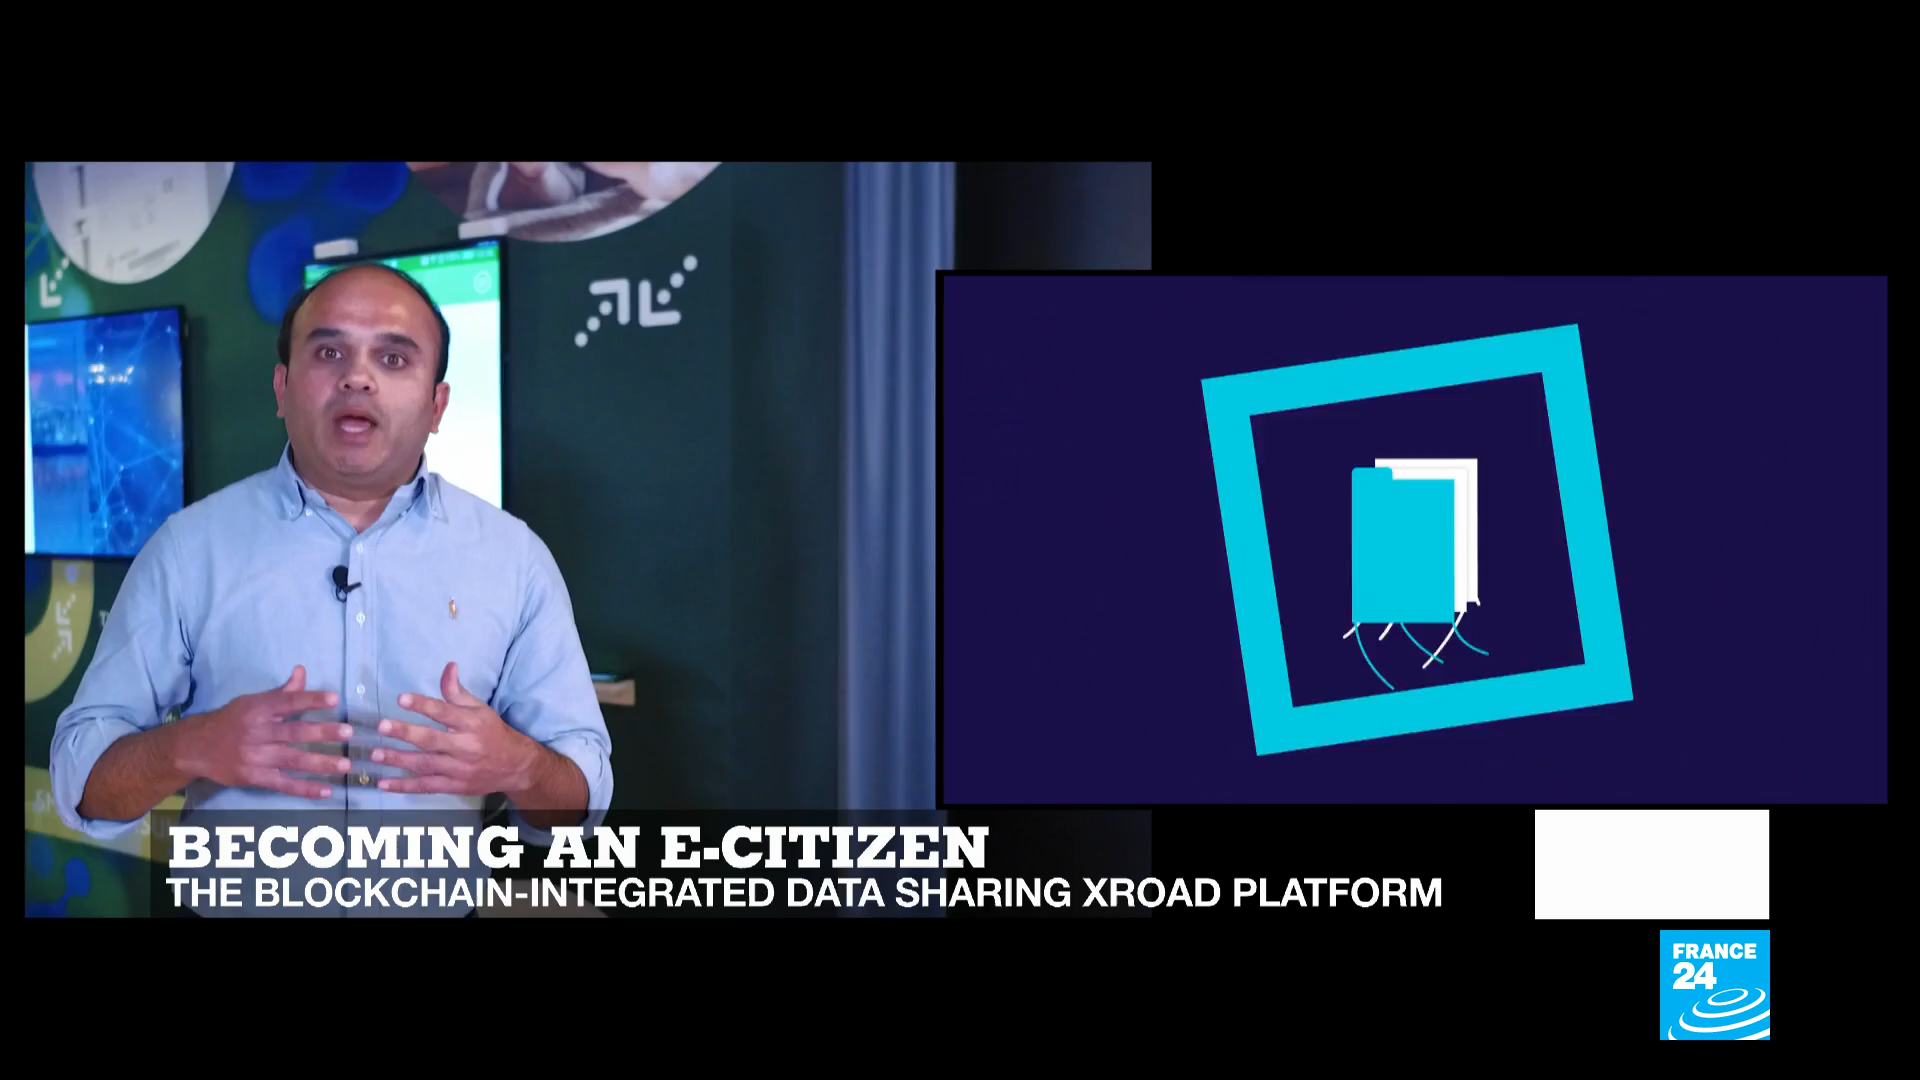 BECOMING AN E-CITIZEN
THE BLOCKCHAIN-INTEGRATED DATA SHARING XROAD PLATFORM
FRANCE
24